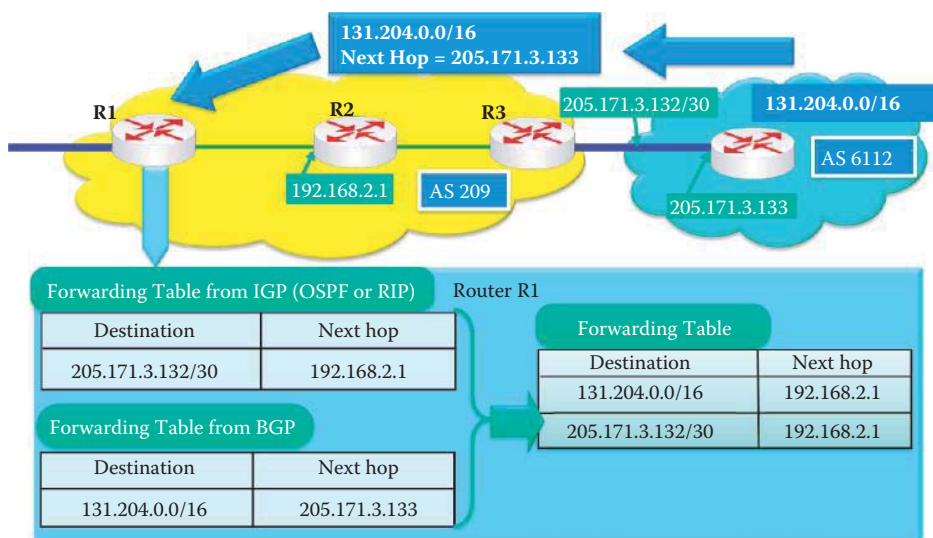 131.204.0.0/16
Next Hop = 205.171.3.133
R1
R2
R3
205.171.3.132/30
131.204.0.0/16
192.168.2.1
AS 209
AS 6112
205.171.3.133
Forwarding Table from IGP (OSPF or RIP)
Router R1
Destination Next hop
205.171.3.132/30 192.168.2.1
Forwarding Table from BGP
Destination Next hop
131.204.0.0/16 205.171.3.133
Forwarding Table
Destination Next hop
131.204.0.0/16 192.168.2.1
205.171.3.132/30 192.168.2.1